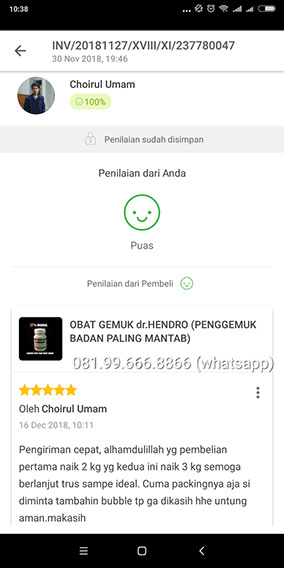 10:38
INV/20181127/XVIII/XI/237780047
30 Nov 2018, 19:46
Choirul Umam
100%
Penilaian sudah disimpan
Penilaian dari Anda
Puas
Penilaian dari Pembeli
OBAT GEMUK dr.HENDRO (PENGGEMUK
BADAN PALING MANTAB)
081.99.666.8866 (whatsapp)
Oleh Choirul Umam
16 Dec 2018, 10:11
Pengiriman cepat, alhamdulillah yg pembelian
pertama naik 2 kg yg kedua ini naik 3 kg semoga
berlanjut trus sampe ideal. Cuma packingnya aja si
diminta tambahin bubble tp ga dikasih hhe untung
aman.makasih